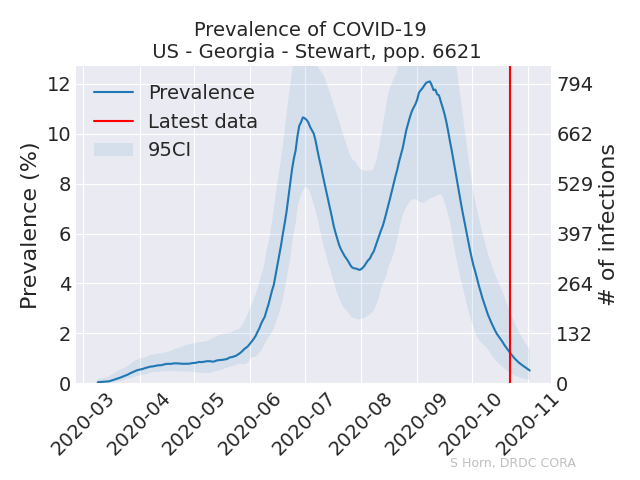 Prevalence of COVID-19
US - Georgia - Stewart, pop. 6621
Prevalence
Latest data
95CI
Prevalence (%)
12
10
8
6
4
2
0
794
662
529
397
264
132
0
# of infections
2020-03
2020-04
2020-05
2020-06
2020-07
2020-08
2020-09
2020-10
2020-11
S Horn, DRDC CORA